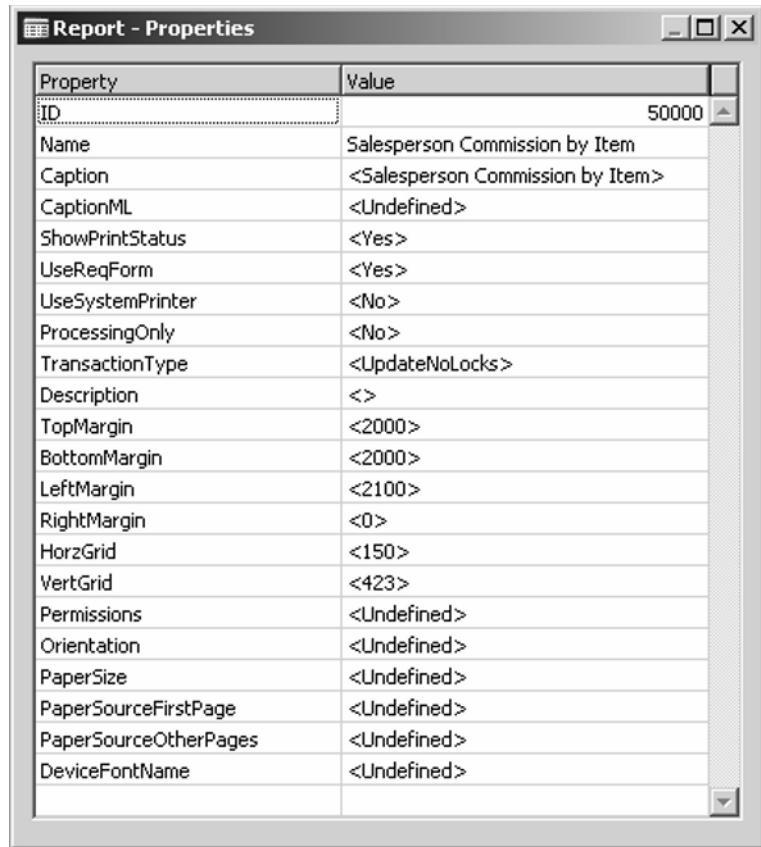 Report - Properties
Property Value
ID 50000
Name Salesperson Commission by Item
Caption <Salesperson Commission by Item>
CaptionML <Undefined>
ShowPrintStatus <Yes>
UseReqForm <Yes>
UseSystemPrinter <No>
ProcessingOnly <No>
TransactionType <UpdateNoLocks>
Description <>
TopMargin <2000>
BottomMargin <2000>
LeftMargin <2100>
RightMargin <0>
HorzGrid <150>
VertGrid <423>
Permissions <Undefined>
Orientation <Undefined>
PaperSize <Undefined>
PaperSourceFirstPage <Undefined>
PaperSourceOtherPages <Undefined>
DeviceFontName <Undefined>